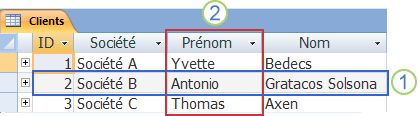 2
Clients
ID Société Prénom Nom
1 Société A Yvette Bedecs
2 Société B Antonio Gratacos Solsona 1
3 Société C Thomas Axen